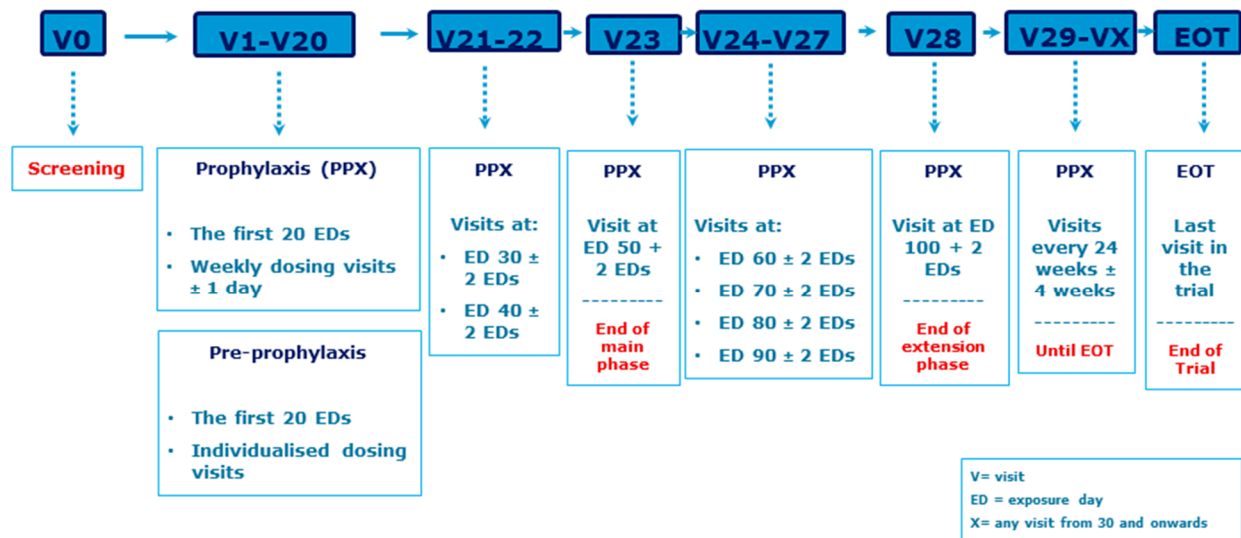 V0
V1-V20
V21-22
V23
V24-V27
V28
V29-VX
EOT
Screening
Prophylaxis (PPX)
• The first 20 EDs
• Weekly dosing visits
± 1 day
Pre-prophylaxis
• The first 20 EDs
• Individualised dosing
visits
PPX
Visits at:
• ED 30 ±
2 EDs
• ED 40 ±
2 EDs
PPX
Visit at
ED 50 +
2 EDs
---------
End of
main
phase
PPX
Visits at:
• ED 60 ± 2 EDs
• ED 70 ± 2 EDs
• ED 80 ± 2 EDs
• ED 90 ± 2 EDs
PPX
Visit at ED
100 + 2
EDs
---------
End of
extension
phase
PPX
Visits
every 24
weeks ±
4 weeks
---------
Until EOT
EOT
Last
visit in
the
trial
---------
End of
Trial
V= visit
ED = exposure day
X= any visit from 30 and onwards